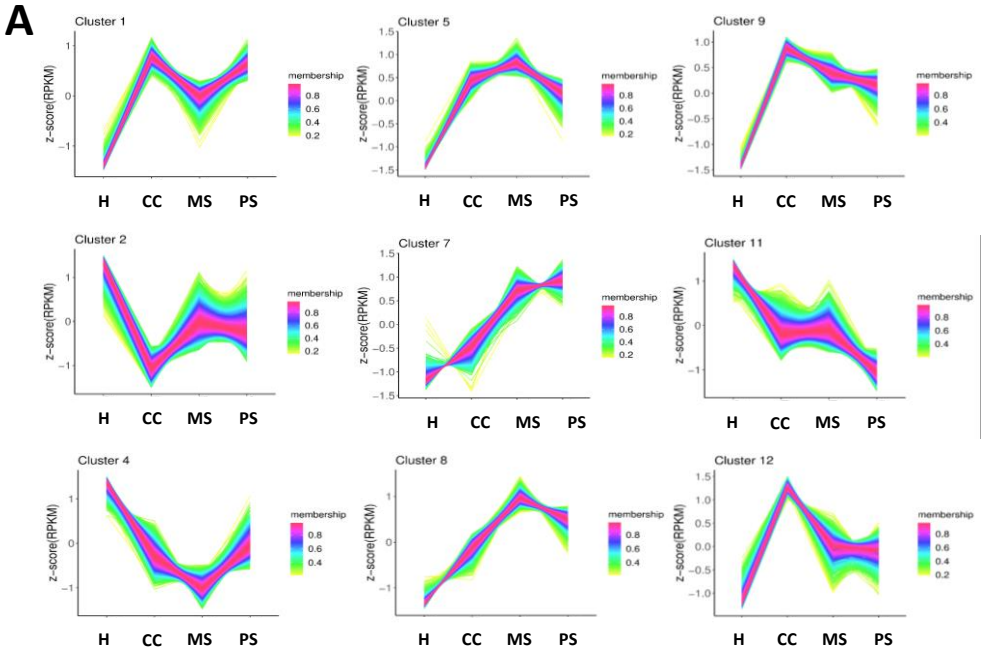 A
Cluster 1
z-score(RPKM)
1
0
-1
membership
0.8
0.6
0.4
0.2
H CC MS PS
Cluster 5
z-score(RPKM)
1.5
1.0
0.5
0.0
-0.5
-1.0
-1.5
membership
0.8
0.6
0.4
0.2
H CC MS PS
Cluster 9
z-score(RPKM)
1.0
0.5
0.0
-0.5
-1.0
-1.5
membership
0.8
0.6
0.4
H CC MS PS
Cluster 2
z-score(RPKM)
1
0
-1
membership
0.8
0.6
0.4
0.2
H CC MS PS
Cluster 7
z-score(RPKM)
1.5
1.0
0.5
0.0
-0.5
-1.0
-1.5
membership
0.8
0.6
0.4
0.2
H CC MS PS
Cluster 11
z-score(RPKM)
1
0
-1
membership
0.8
0.6
0.4
H CC MS PS
Cluster 4
z-score(RPKM)
1
0
-1
membership
0.8
0.6
0.4
H CC MS PS
Cluster 8
z-score(RPKM)
1
0
-1
membership
0.8
0.6
0.4
H CC MS PS
Cluster 12
z-score(RPKM)
1.5
1.0
0.5
0.0
-0.5
-1.0
membership
0.8
0.6
0.4
0.2
H CC MS PS